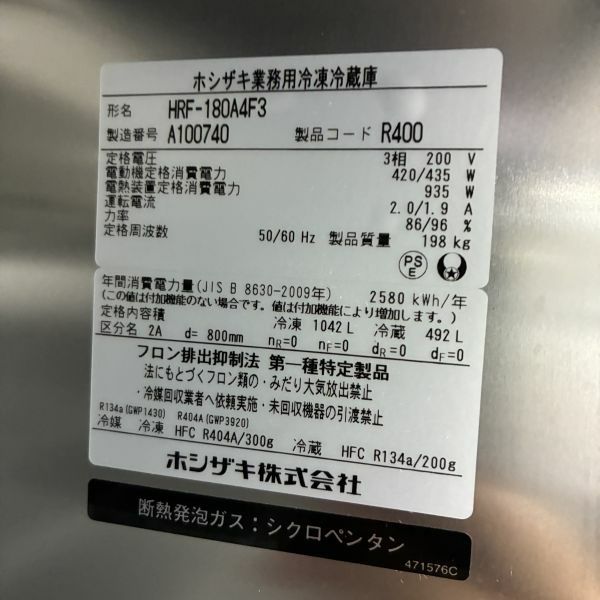 ホシザキ業務用冷凍冷蔵庫
形名 HRF-180A4F3
製造番号 A100740 製品コード R400
定格電圧 3相 200 V
電動機定格消費電力 420/435 W
電熱装置定格消費電力 935 W
運転電流 2.0/1.9 A
力率 86/96 %
定格周波数 50/60 Hz 製品質量 198 kg
PS
E
年間消費電力量(JIS B 8630-2009年) 2580 kWh/年
(この値は付加機能のない場合です。値は付加機能により増加します。)
定格内容積 冷凍 1042 L 冷蔵 492 L
区分名 2A d= 800mm nR=0 nF=0 dR=0 dF=0
フロン排出抑制法 第一種特定製品
法にもとづくフロン類の・みだり大気放出禁止
・冷媒回収業者へ依頼実施・未回収機器の引渡禁止
R134a(GWP1430) R404A(GWP3920)
冷媒 冷凍 HFC R404A/300g 冷蔵 HFC R134a/200g
ホシザキ株式会社
断熱発泡ガス：シクロペンタン
471576C